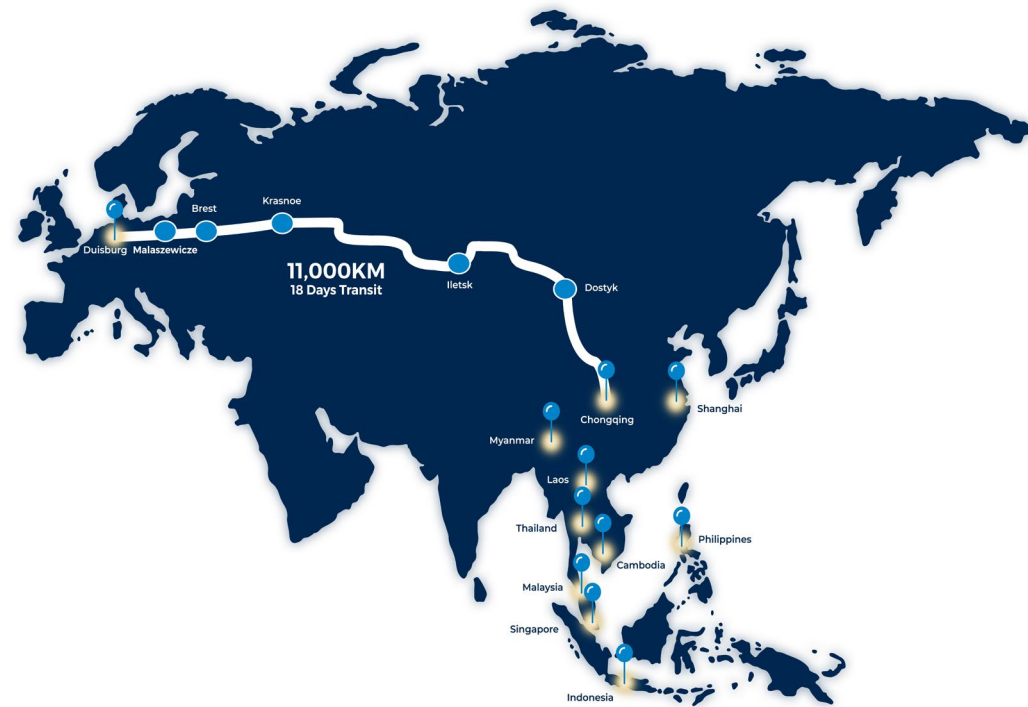 Krasnoe
Brest
Duisburg
Malaszewicze
11,000KM
18 Days Transit
Iletsk
Dostyk
Chongqing
Shanghai
Myanmar
Laos
Thailand
Philippines
Cambodia
Malaysia
Singapore
Indonesia